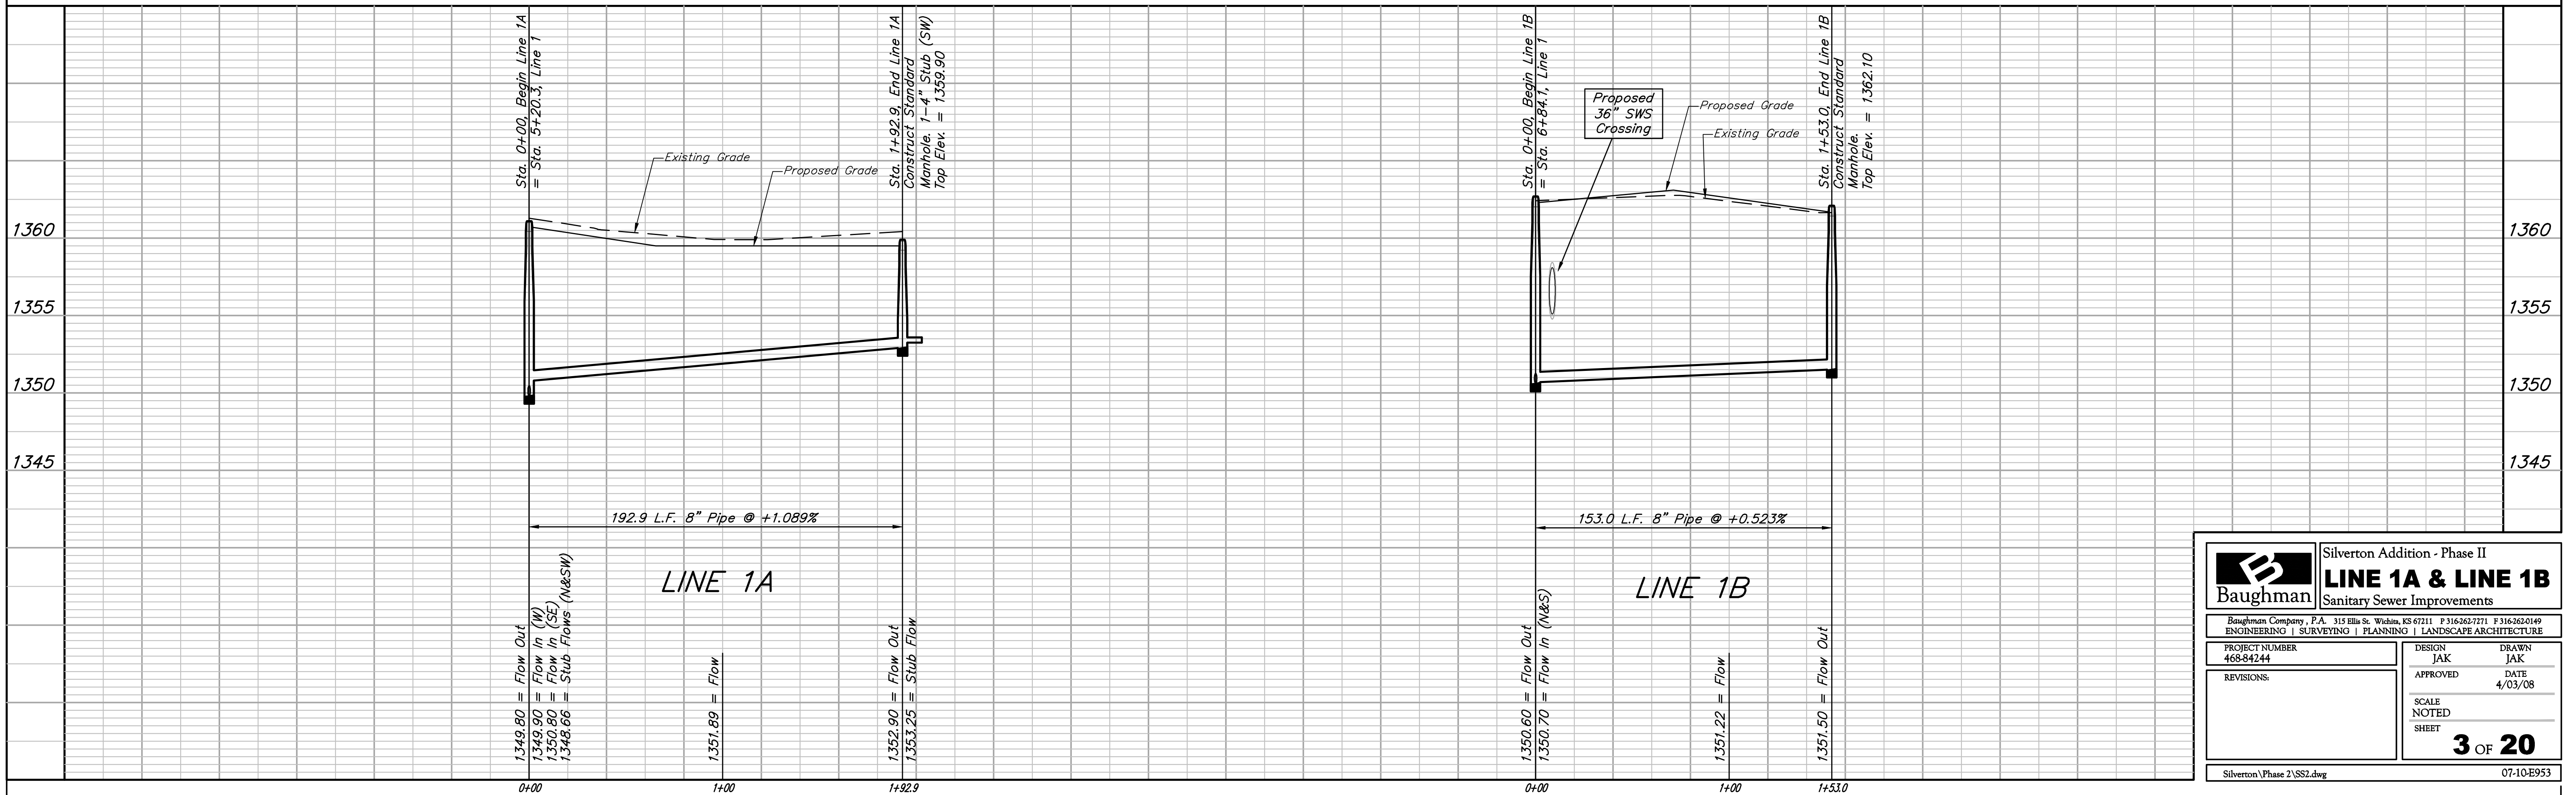 Sta. 0+00, Begin Line 1A
= Sta. 5+20.3, Line 1
Sta. 1+92.9, End Line 1A
Construct Standard
Manhole. 1-4" Stub (SW)
Top Elev. = 1359.90
Existing Grade
Proposed Grade
Sta. 0+00, Begin Line 1B
= Sta. 6+84.1, Line 1
Proposed
36" SWS
Crossing
Proposed Grade
Existing Grade
Sta. 1+53.0, End Line 1B
Construct Standard
Manhole.
Top Elev. = 1362.10
1360
1355
1350
1345
1360
1355
1350
1345
192.9 L.F. 8" Pipe @ +1.089%
LINE 1A
1349.80 = Flow Out
1349.90 = Flow In (W)
1350.80 = Flow In (SE)
1348.66 = Stub Flows (N&SW)
1351.89 = Flow
1352.90 = Flow Out
1353.25 = Stub Flow
0+00
1+00
1+92.9
153.0 L.F. 8" Pipe @ +0.523%
LINE 1B
1350.60 = Flow Out
1350.70 = Flow In (N&S)
1351.22 = Flow
1351.50 = Flow Out
0+00
1+00
1+53.0
B
Baughman
Silverton Addition - Phase II
LINE 1A & LINE 1B
Sanitary Sewer Improvements
Baughman Company, P.A. 315 Ellis St. Wichita, KS 67211 P 316-262-7271 F 316-262-0149
ENGINEERING | SURVEYING | PLANNING | LANDSCAPE ARCHITECTURE
PROJECT NUMBER
468-84244
REVISIONS:
DESIGN
JAK
DRAWN
JAK
APPROVED
DATE
4/03/08
SCALE
NOTED
SHEET
3 OF 20
Silverton\Phase 2\SS2.dwg
07-10-E953